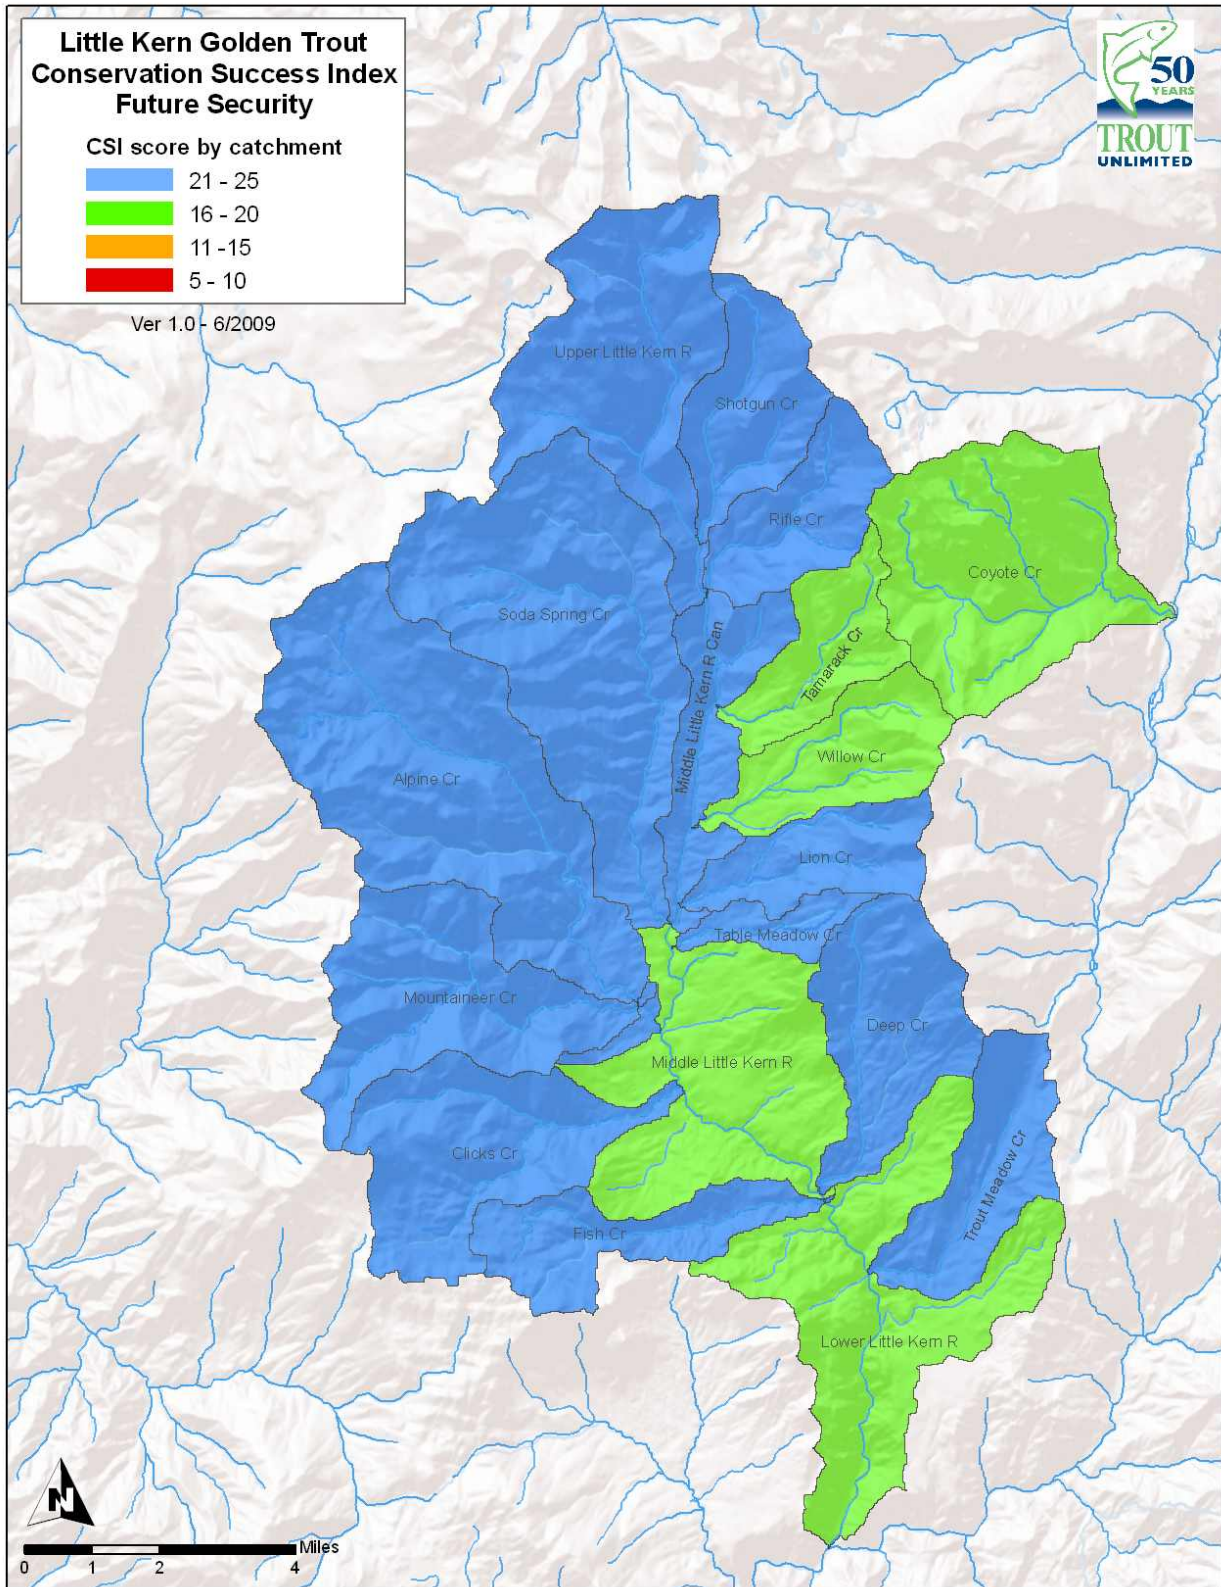 Little Kern Golden Trout
Conservation Success Index
Future Security
CSI score by catchment
21 - 25
16 - 20
11 -15
5 - 10
Ver 1.0 - 6/2009
50
YEARS
TROUT
UNLIMITED
Upper Little Kern R
Shotgun Cr
Rifle Cr
Coyote Cr
Soda Spring Cr
Tamarack Cr
Middle Little Kern R Can
Willow Cr
Alpine Cr
Lion Cr
Table Meadow Cr
Mountaineer Cr
Deep Cr
Middle Little Kern R
Clicks Cr
Trout Meadow Cr
Fish Cr
Lower Little Kern R
N
Miles
0 1 2 4